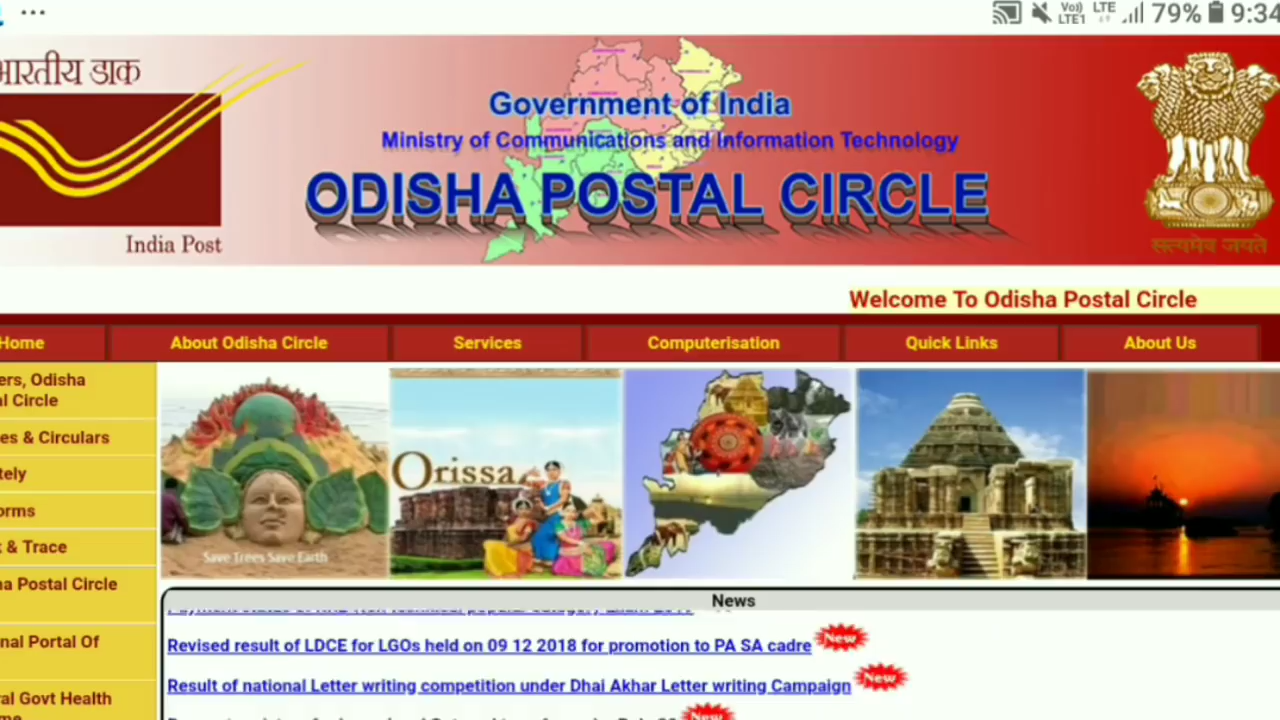 Vo))
LTE1
LTE
79%
9:34
भारतीय डाक
India Post
Government of India
Ministry of Communications and Information Technology
ODISHA POSTAL CIRCLE
सत्यमेव जयते
Welcome To Odisha Postal Circle
Home
About Odisha Circle
Services
Computerisation
Quick Links
About Us
ers, Odisha
al Circle
es & Circulars
tely
orms
& Trace
a Postal Circle
nal Portal Of
ral Govt Health
Orissa
Save Trees Save Earth
News
Revised result of LDCE for LGOs held on 09 12 2018 for promotion to PA SA cadre New
Result of national Letter writing competition under Dhai Akhar Letter writing Campaign New
New